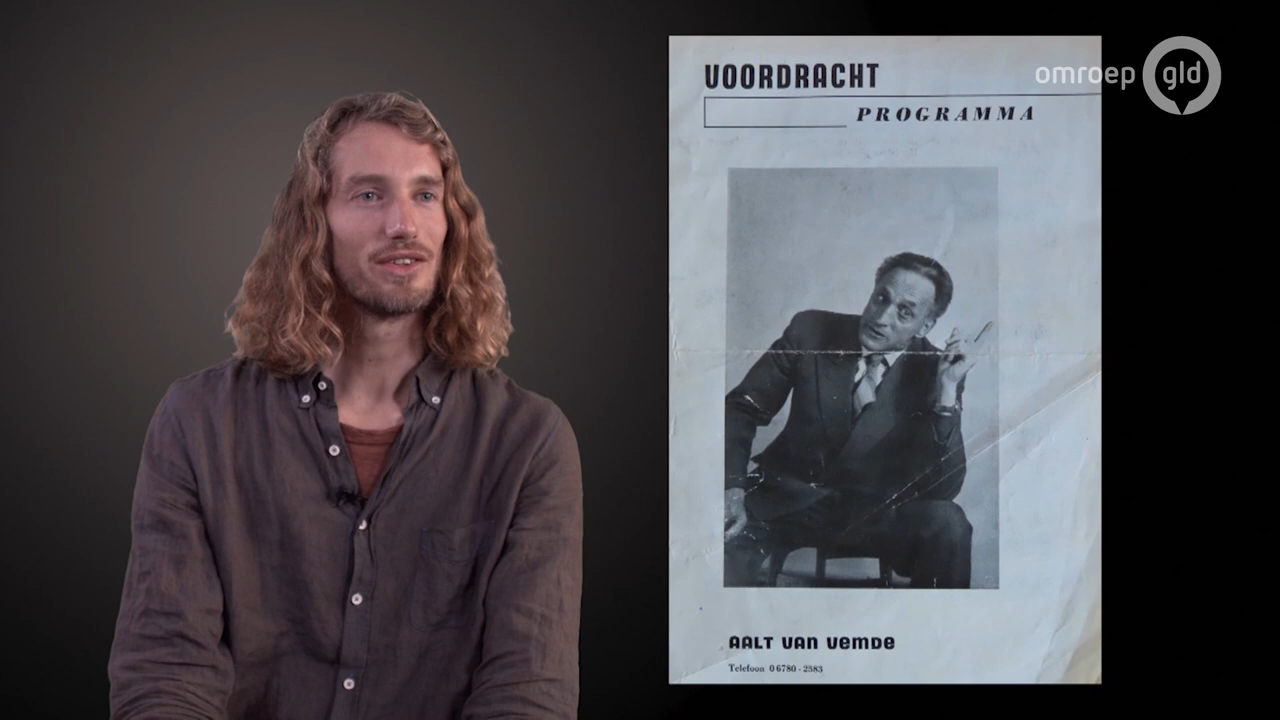 VOORDRACHT
PROGRAMMA
omroep gld
AALT VAN VEMDE
Telefoon 06780-2583